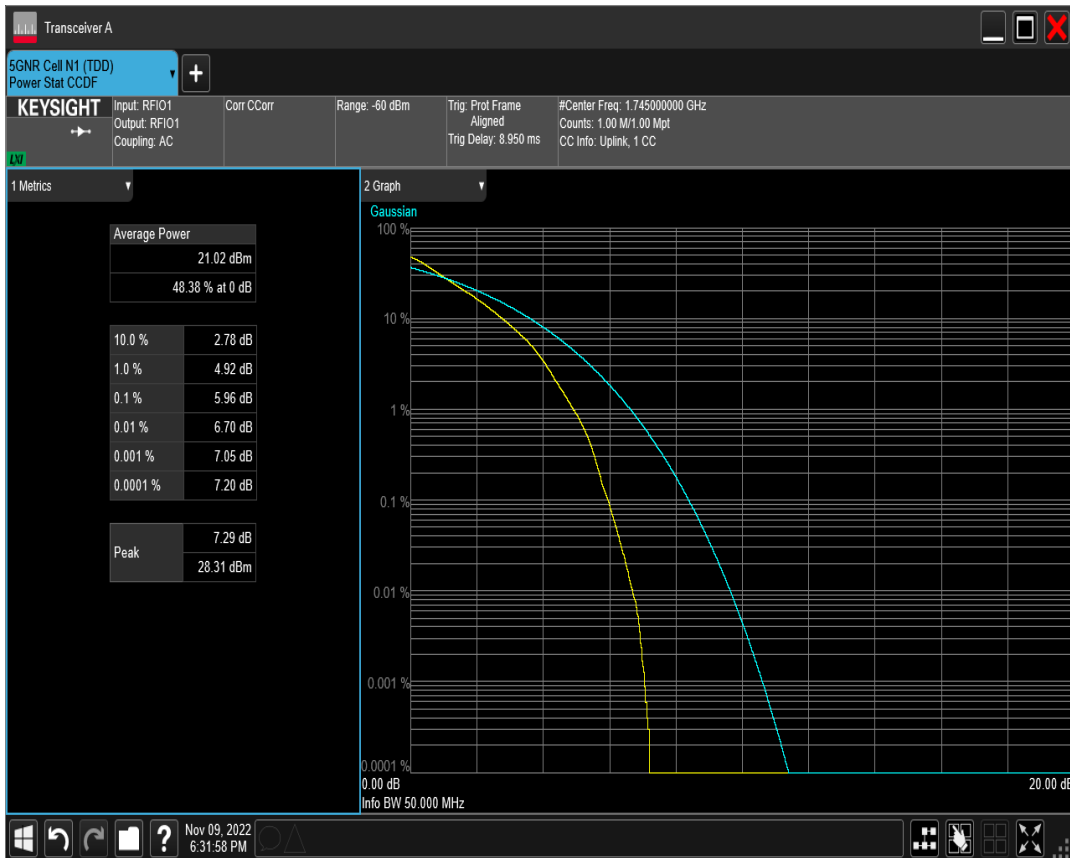 Transceiver A
5GNR Cell N1 (TDD)
Power Stat CCDF
+
KEYSIGHT
LXI
Input: RFIO1
Output: RFIO1
Coupling: AC
Corr CCorr
Range: -60 dBm
Trig: Prot Frame
Aligned
Trig Delay: 8.950 ms
#Center Freq: 1.745000000 GHz
Counts: 1.00 M/1.00 Mpt
CC Info: Uplink, 1 CC
1 Metrics
Average Power
21.02 dBm
48.38 % at 0 dB
10.0 % 2.78 dB
1.0 % 4.92 dB
0.1 % 5.96 dB
0.01 % 6.70 dB
0.001 % 7.05 dB
0.0001 % 7.20 dB
Peak
7.29 dB
28.31 dBm
2 Graph
Gaussian
100 %
10 %
1 %
0.1 %
0.01 %
0.001 %
0.0001 %
0.00 dB 20.00 dB
Info BW 50.000 MHz
?
Nov 09, 2022
6:31:58 PM